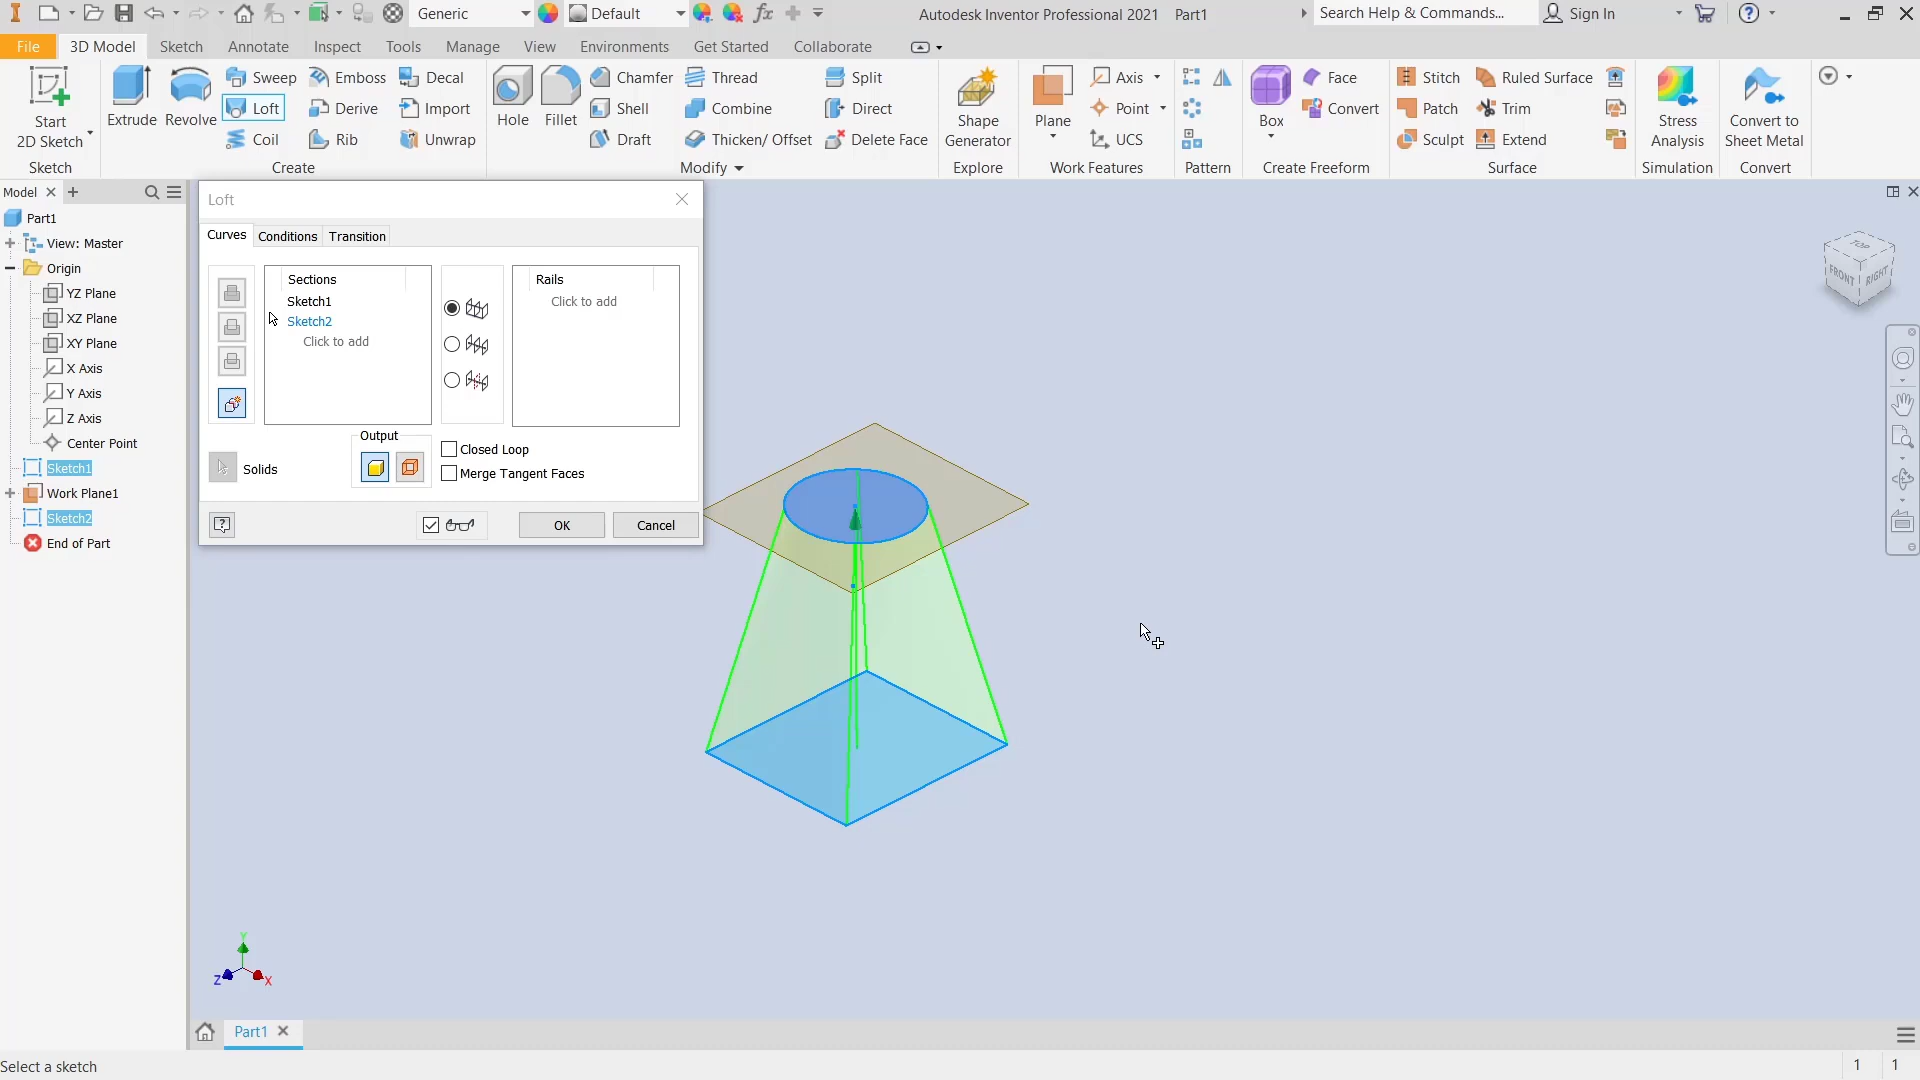 Generic
Default
fx
Autodesk Inventor Professional 2021 Part1
Search Help & Commands...
Sign In
File 3D Model Sketch Annotate Inspect Tools Manage View Environments Get Started Collaborate
Start
2D Sketch
Extrude
Revolve
Sweep
Loft
Coil
Emboss
Derive
Rib
Decal
Import
Unwrap
Hole
Fillet
Chamfer
Shell
Draft
Thread
Combine
Thicken/ Offset
Split
Direct
Delete Face
Shape
Generator
Plane
Axis
Point
UCS
Box
Face
Convert
Stitch
Patch
Sculpt
Ruled Surface
Trim
Extend
Stress
Analysis
Convert to
Sheet Metal
Sketch Create Modify Explore Work Features Pattern Create Freeform Surface Simulation Convert
Model
Part1
View: Master
Origin
YZ Plane
XZ Plane
XY Plane
X Axis
Y Axis
Z Axis
Center Point
Sketch1
Work Plane1
Sketch2
End of Part
Loft
Curves Conditions Transition
Sections
Sketch1
Sketch2
Click to add
Rails
Click to add
Output
Solids
Closed Loop
Merge Tangent Faces
OK Cancel
TOP
FRONT RIGHT
Y
Z X
Part1
Select a sketch
1 1